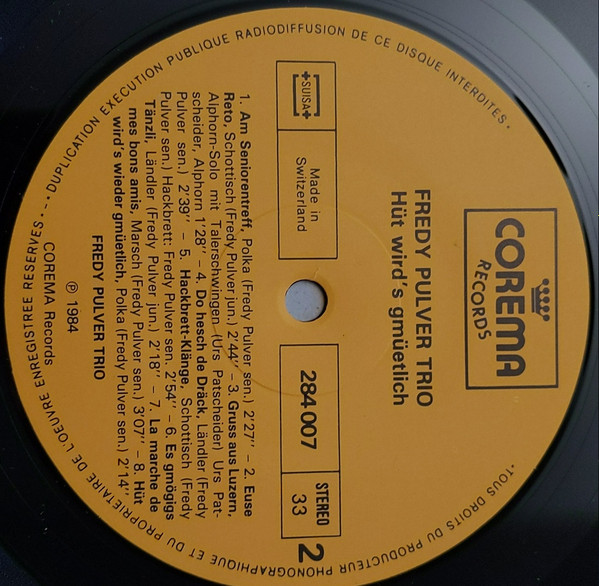 COREMA
RECORDS
FREDY PULVER TRIO
Hüt wird's gmüetlich
SUISA
Made in
Switzerland
284 007
STEREO
33
2
1. Am Seniorentreff, Polka (Fredy Pulver sen.) 2'27'' – 2. Euse
Reto, Schottisch (Fredy Pulver jun.) 2'44'' – 3. Gruss aus Luzern,
Alphorn-Solo mit Talerschwingen (Urs Patscheider) Urs Pat-
scheider, Alphorn 1'28'' – 4. Do hesch de Dräck, Ländler (Fredy
Pulver sen.) 2'39'' – 5. Hackbrett-Klänge, Schottisch (Fredy
Pulver sen.) Hackbrett: Fredy Pulver sen. 2'54'' – 6. Es gmögigs
Tänzli, Ländler (Fredy Pulver jun.) 2'18'' – 7. La marche de
mes bons amis, Marsch (Fredy Pulver sen.) 3'07'' – 8. Hüt
wird's wieder gmüetlich, Polka (Fredy Pulver sen.) 2'14''
FREDY PULVER TRIO
℗ 1984
COREMA Records
•TOUS DROITS DU PRODUCTEUR PHONOGRAPHIQUE ET DU PROPRIETAIRE DE L'OEUVRE ENREGISTREE RESERVES • • • DUPLICATION EXECUTION PUBLIQUE RADIODIFFUSION DE CE DISQUE INTERDITES •